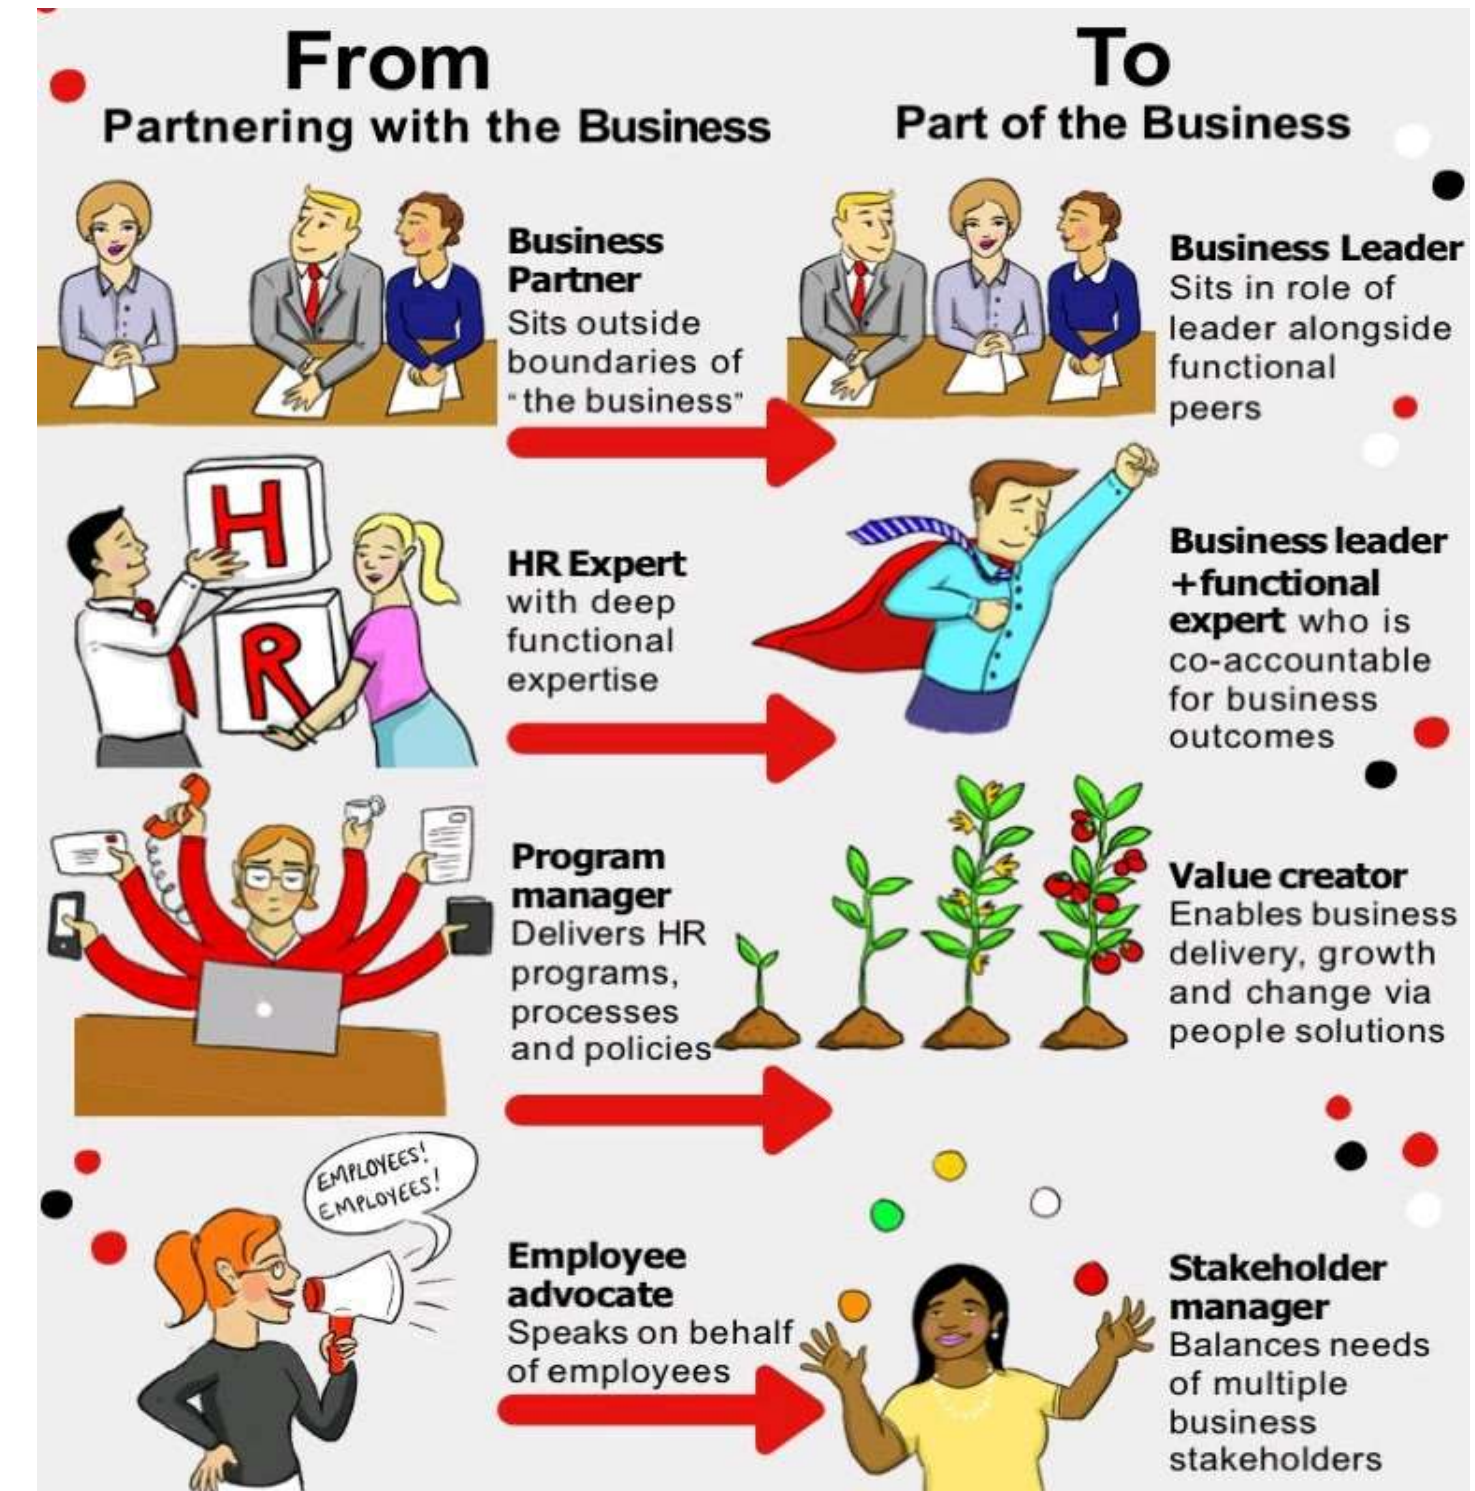 From
Partnering with the Business
To
Part of the Business
Business
Partner
Sits outside
boundaries of
"the business"
Business Leader
Sits in role of
leader alongside
functional
peers
H
R
HR Expert
with deep
functional
expertise
Business leader
+functional
expert who is
co-accountable
for business
outcomes
Program
manager
Delivers HR
programs,
processes
and policies
Value creator
Enables business
delivery, growth
and change via
people solutions
EMPLOYEES!
EMPLOYEES!
Employee
advocate
Speaks on behalf
of employees
Stakeholder
manager
Balances needs
of multiple
business
stakeholders